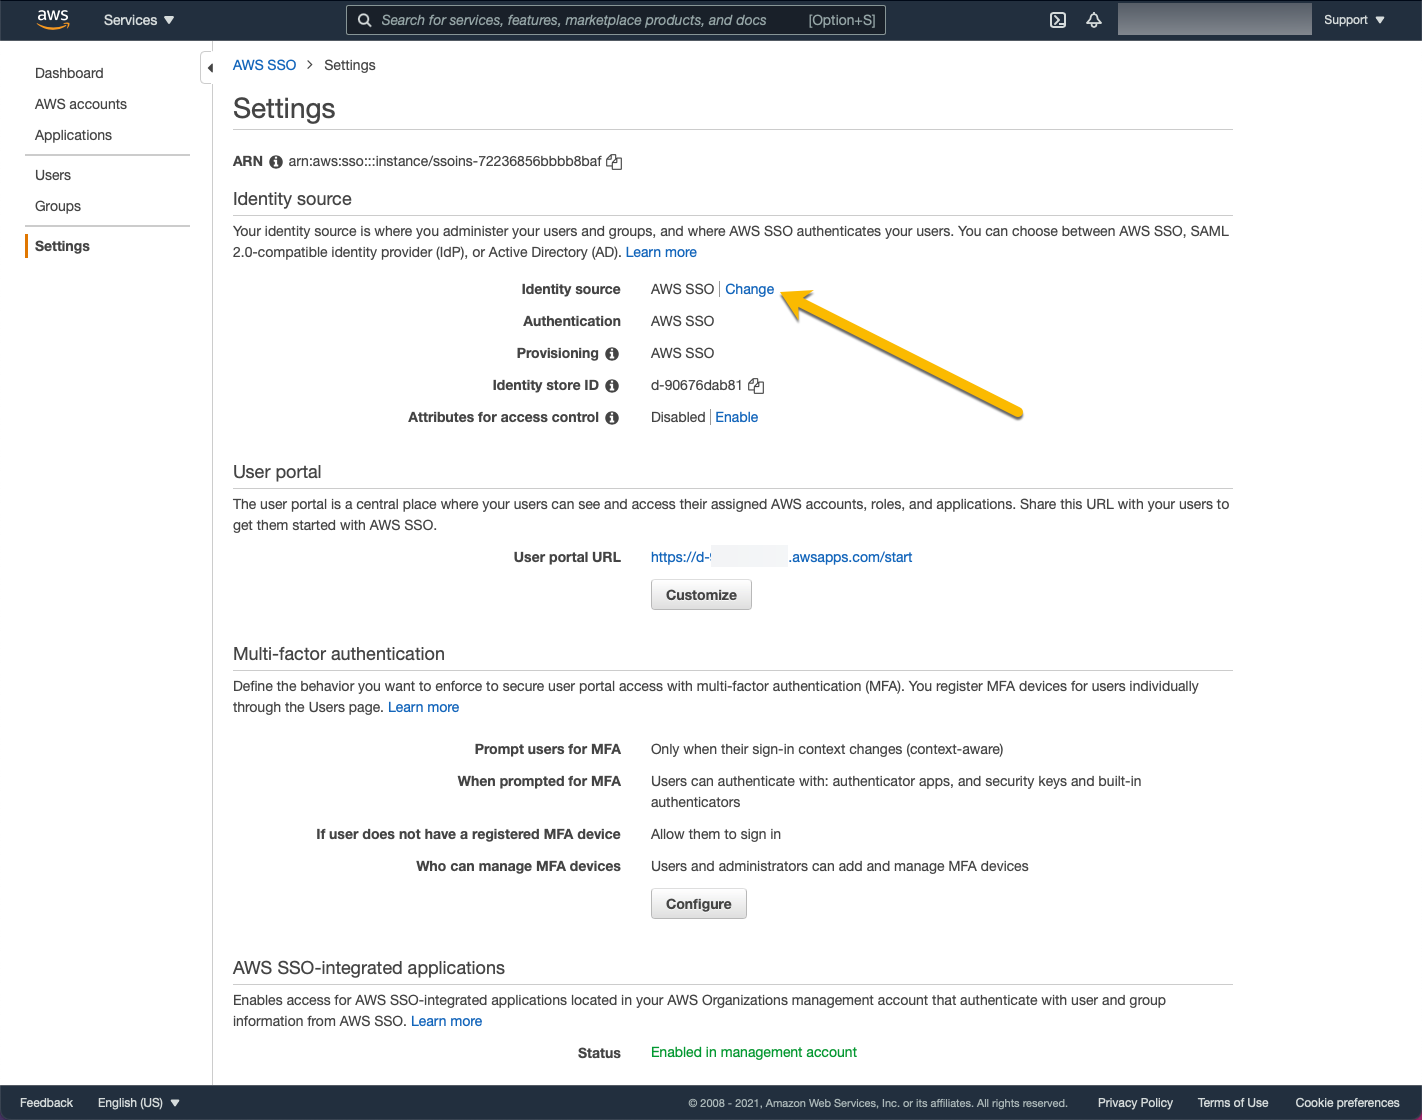 aws
Services
Search for services, features, marketplace products, and docs [Option+S]
Support
Dashboard
AWS accounts
Applications
Users
Groups
Settings
AWS SSO > Settings
Settings
ARN arn:aws:sso:::instance/ssoins-72236856bbbb8baf
Identity source
Your identity source is where you administer your users and groups, and where AWS SSO authenticates your users. You can choose between AWS SSO, SAML
2.0-compatible identity provider (IdP), or Active Directory (AD). Learn more
Identity source AWS SSO | Change
Authentication AWS SSO
Provisioning AWS SSO
Identity store ID d-90676dab81
Attributes for access control Disabled | Enable
User portal
The user portal is a central place where your users can see and access their assigned AWS accounts, roles, and applications. Share this URL with your users to
get them started with AWS SSO.
User portal URL https://d- .awsapps.com/start
Customize
Multi-factor authentication
Define the behavior you want to enforce to secure user portal access with multi-factor authentication (MFA). You register MFA devices for users individually
through the Users page. Learn more
Prompt users for MFA Only when their sign-in context changes (context-aware)
When prompted for MFA Users can authenticate with: authenticator apps, and security keys and built-in
authenticators
If user does not have a registered MFA device Allow them to sign in
Who can manage MFA devices Users and administrators can add and manage MFA devices
Configure
AWS SSO-integrated applications
Enables access for AWS SSO-integrated applications located in your AWS Organizations management account that authenticate with user and group
information from AWS SSO. Learn more
Status Enabled in management account
Feedback English (US) © 2008 - 2021, Amazon Web Services, Inc. or its affiliates. All rights reserved. Privacy Policy Terms of Use Cookie preferences